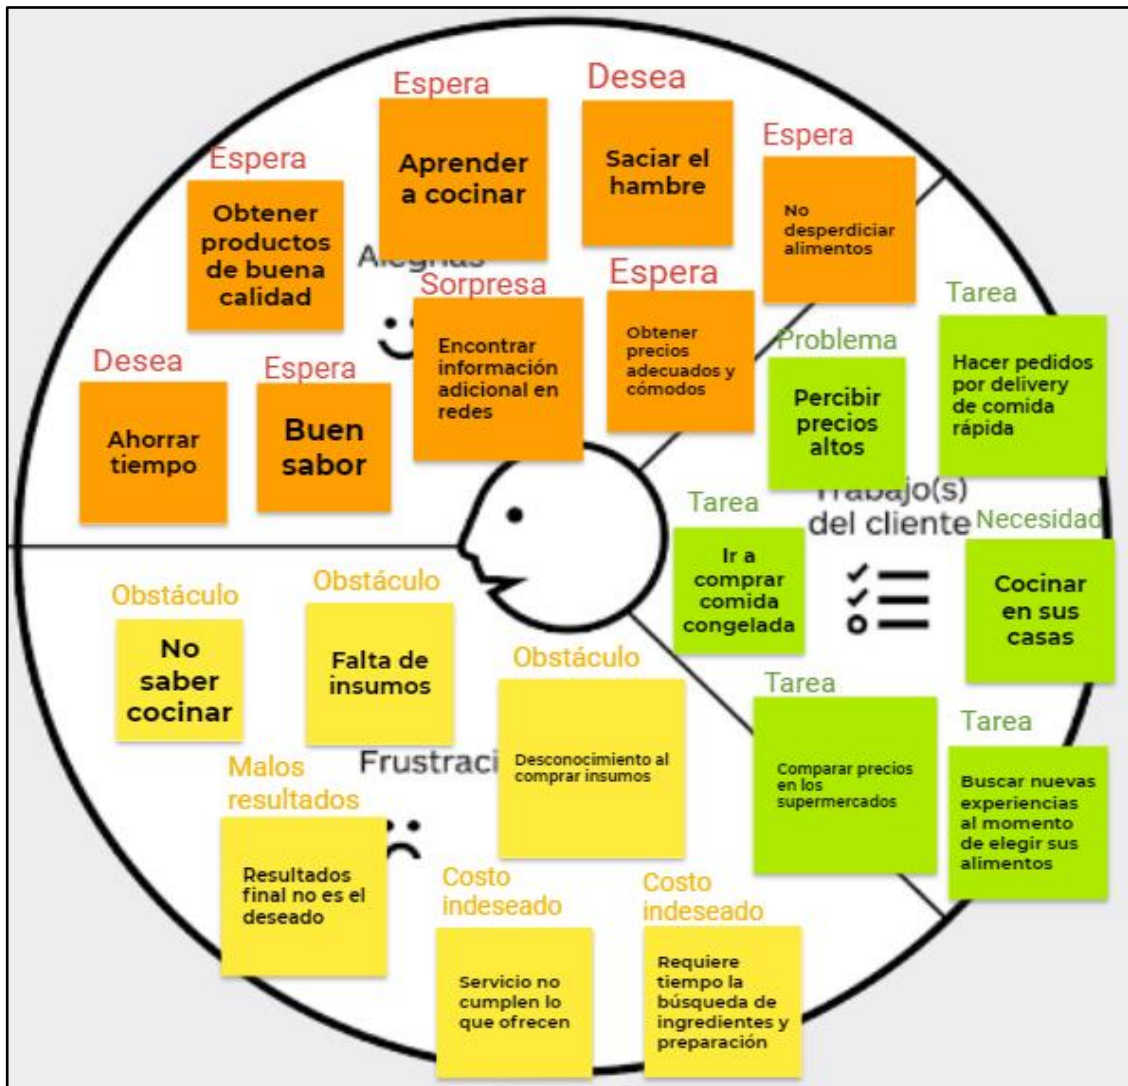 Espera
Aprender
a cocinar
Desea
Saciar el
hambre
Espera
No
desperdiciar
alimentos
Espera
Obtener
productos
de buena
calidad
Alegrías
Sorpresa
Encontrar
información
adicional en
redes
Espera
Obtener
precios
adecuados y
cómodos
Desea
Ahorrar
tiempo
Espera
Buen
sabor
Problema
Percibir
precios
altos
Tarea
Hacer pedidos
por delivery
de comida
rápida
Trabajo(s)
del cliente
Tarea
Ir a
comprar
comida
congelada
Necesidad
Cocinar
en sus
casas
Tarea
Comparar precios
en los
supermercados
Tarea
Buscar nuevas
experiencias
al momento
de elegir sus
alimentos
Obstáculo
No
saber
cocinar
Obstáculo
Falta de
insumos
Obstáculo
Desconocimiento al
comprar insumos
Frustraci
Malos
resultados
Resultados
final no es el
deseado
Costo
indeseado
Servicio no
cumplen lo
que ofrecen
Costo
indeseado
Requiere
tiempo la
búsqueda de
ingredientes y
preparación